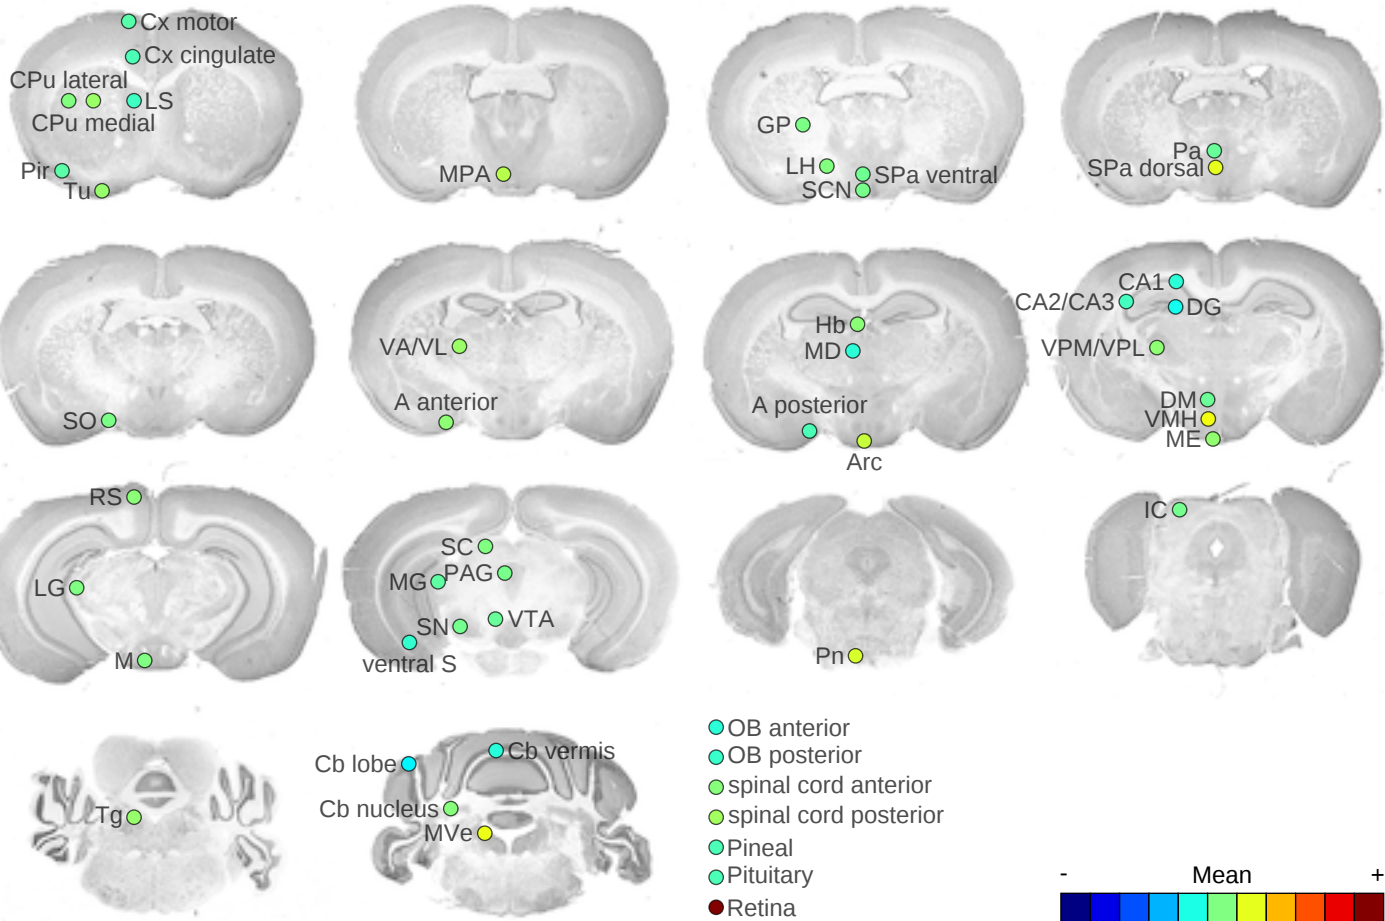 Cx motor
Cx cingulate
CPu lateral
LS
CPu medial
Pir
Tu
MPA
GP
LH
SPa ventral
SCN
Pa
SPa dorsal
SO
VA/VL
A anterior
Hb
MD
A posterior
Arc
CA1
CA2/CA3
DG
VPM/VPL
DM
VMH
ME
RS
LG
M
SC
MG
PAG
SN
VTA
ventral S
Pn
IC
Tg
Cb lobe
Cb vermis
Cb nucleus
MVe
OB anterior
OB posterior
spinal cord anterior
spinal cord posterior
Pineal
Pituitary
Retina
- Mean +